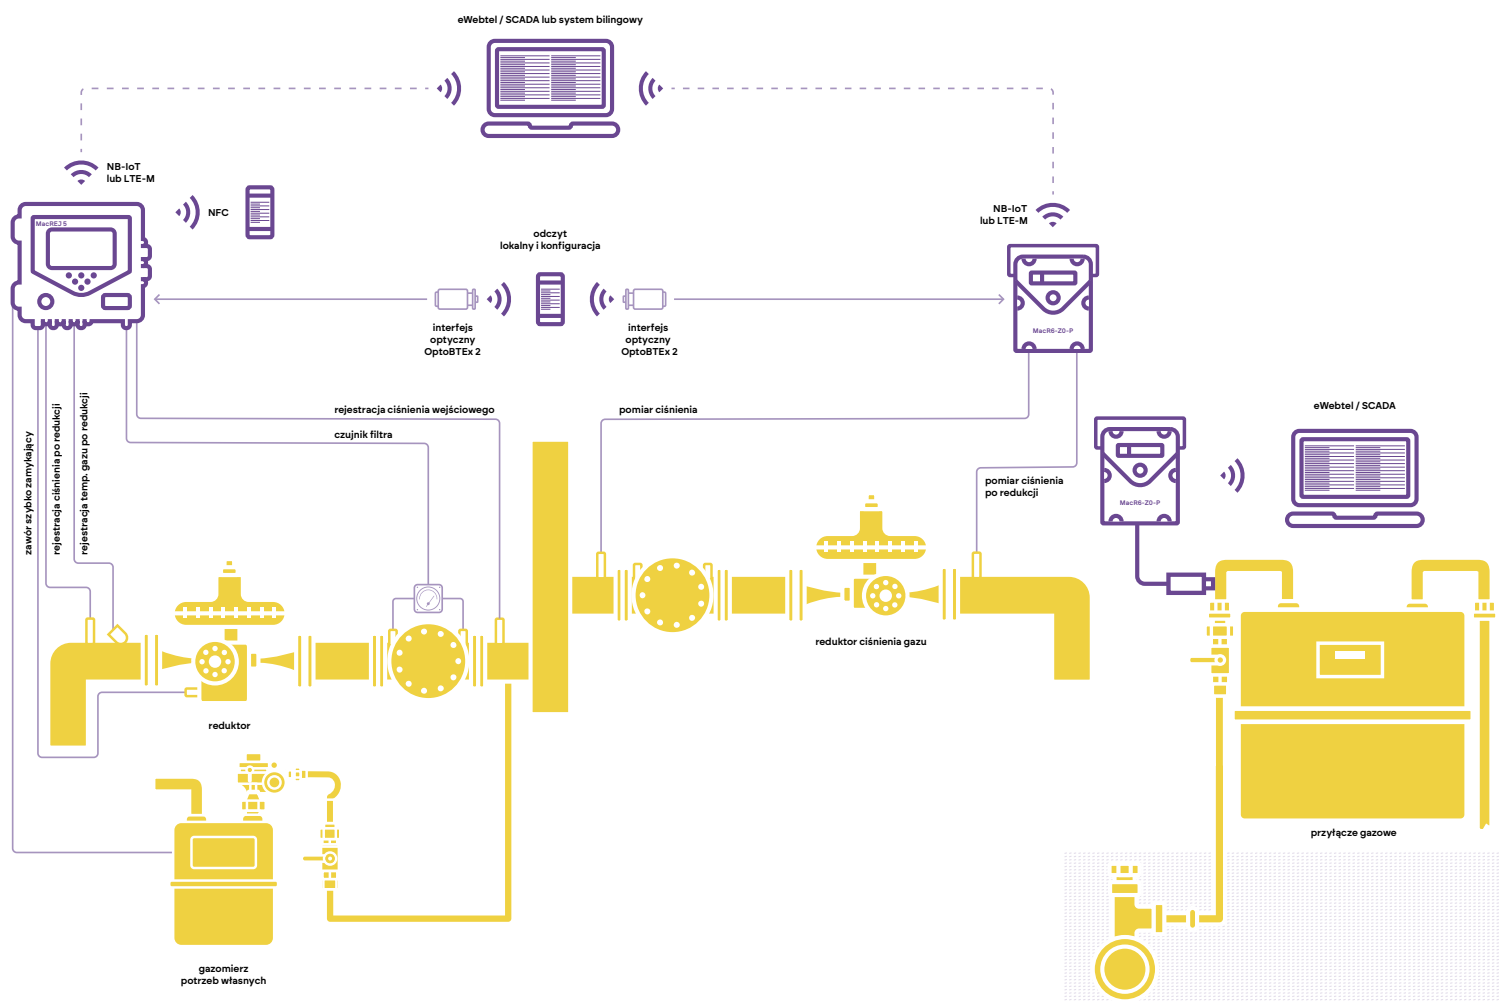 eWebtel / SCADA lub system bilingowy
NB-IoT
lub LTE-M
NFC
MacREJ 5
odczyt
lokalny i konfiguracja
NB-IoT
lub LTE-M
interfejs
optyczny
OptoBTEx 2
interfejs
optyczny
OptoBTEx 2
MacR6-Z0-P
zawór szybko zamykający
rejestracja ciśnienia po redukcji
rejestracja temp. gazu po redukcji
rejestracja ciśnienia wejściowego
czujnik filtra
pomiar ciśnienia
pomiar ciśnienia
po redukcji
eWebtel / SCADA
MacR6-Z0-P
reduktor
reduktor ciśnienia gazu
przyłącze gazowe
gazomierz
potrzeb własnych